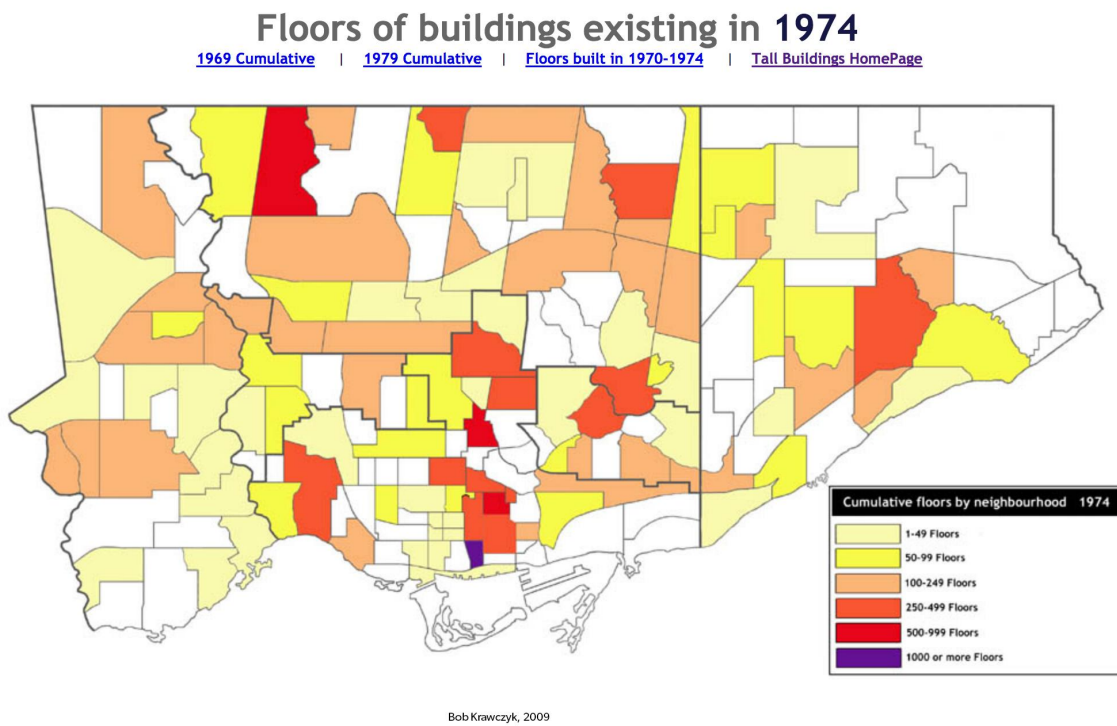 Floors of buildings existing in 1974
1969 Cumulative | 1979 Cumulative | Floors built in 1970-1974 | Tall Buildings HomePage
Cumulative floors by neighbourhood 1974
1-49 Floors
50-99 Floors
100-249 Floors
250-499 Floors
500-999 Floors
1000 or more Floors
Bob Krawczyk, 2009